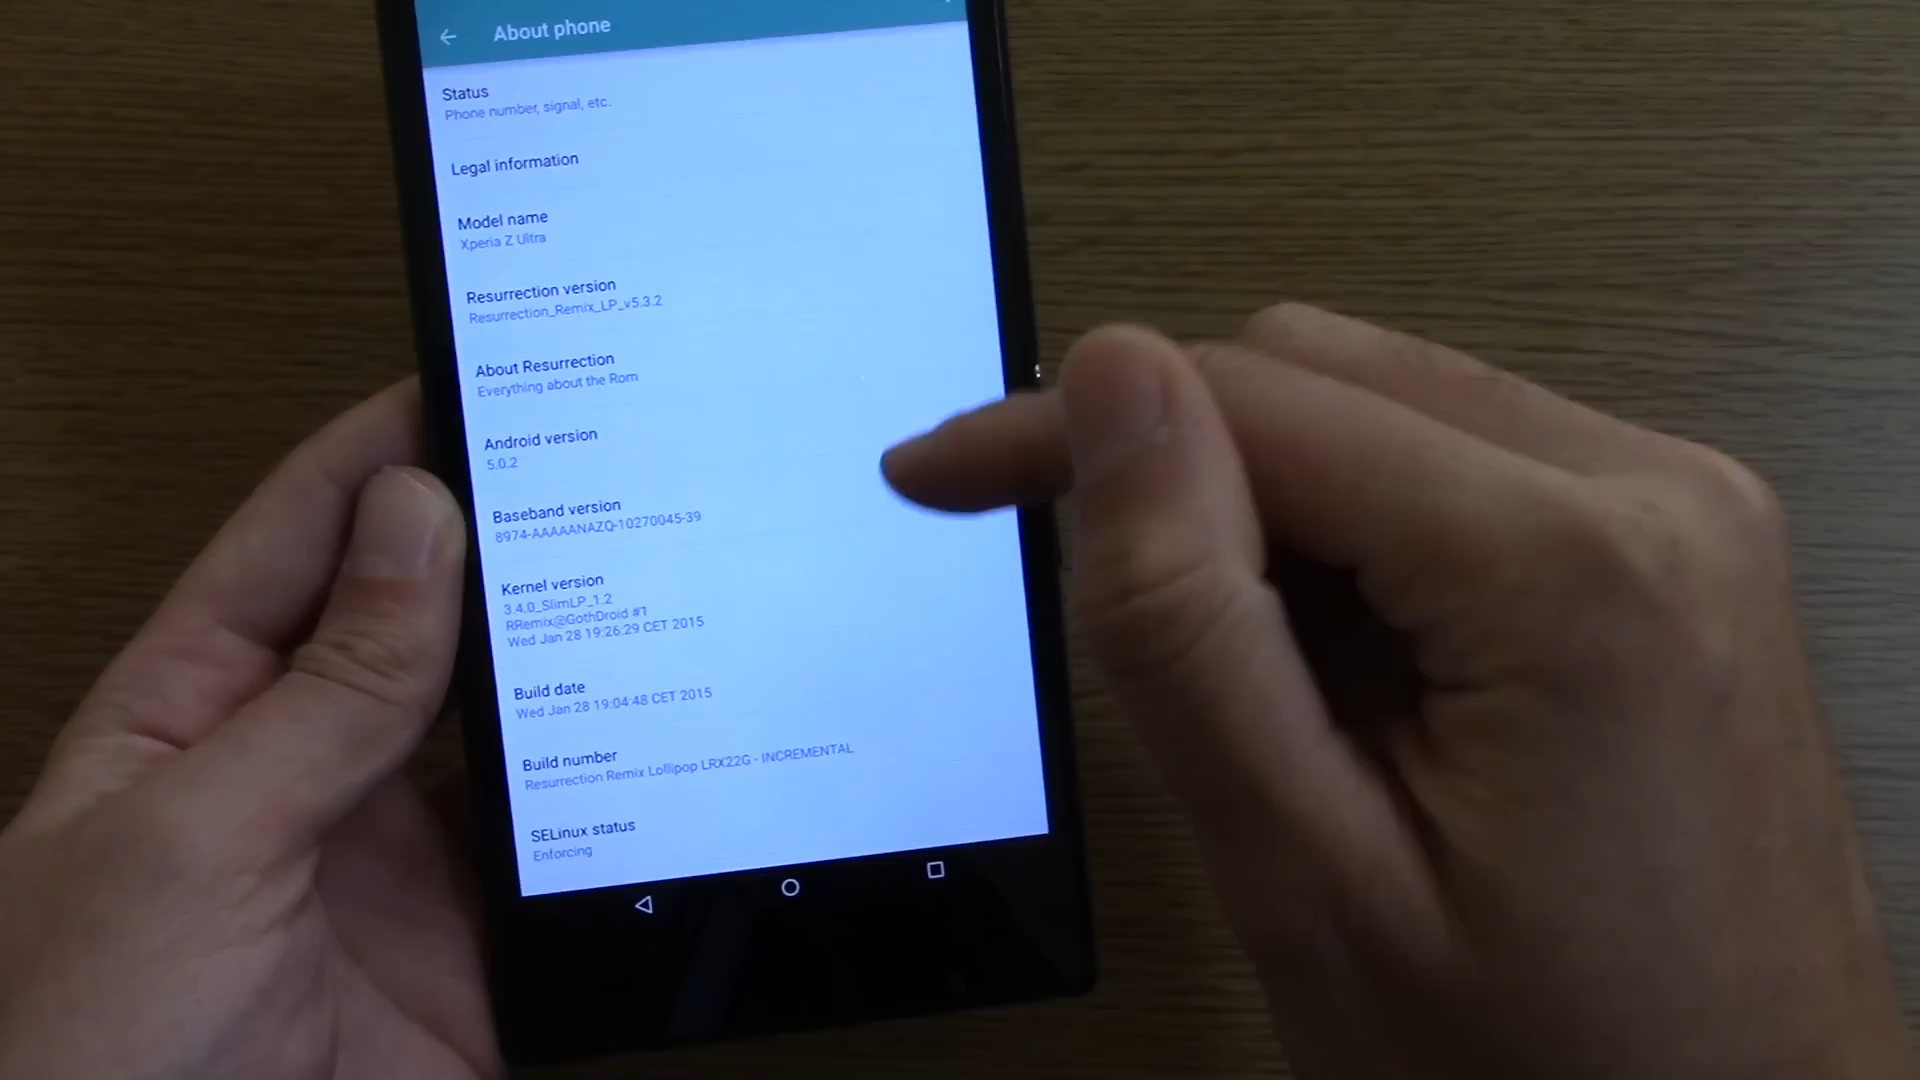 About phone
Status
Phone number, signal, etc.
Legal information
Model name
Xperia Z Ultra
Resurrection version
Resurrection_Remix_LP_v5.3.2
About Resurrection
Everything about the Rom
Android version
5.0.2
Baseband version
8974-AAAAANAZQ-10270045-39
Kernel version
3.4.0_SlimLP_1.2
RRemix@GothDroid #1
Wed Jan 28 19:26:29 CET 2015
Build date
Wed Jan 28 19:04:48 CET 2015
Build number
Resurrection Remix Lollipop LRX22G - INCREMENTAL
SELinux status
Enforcing